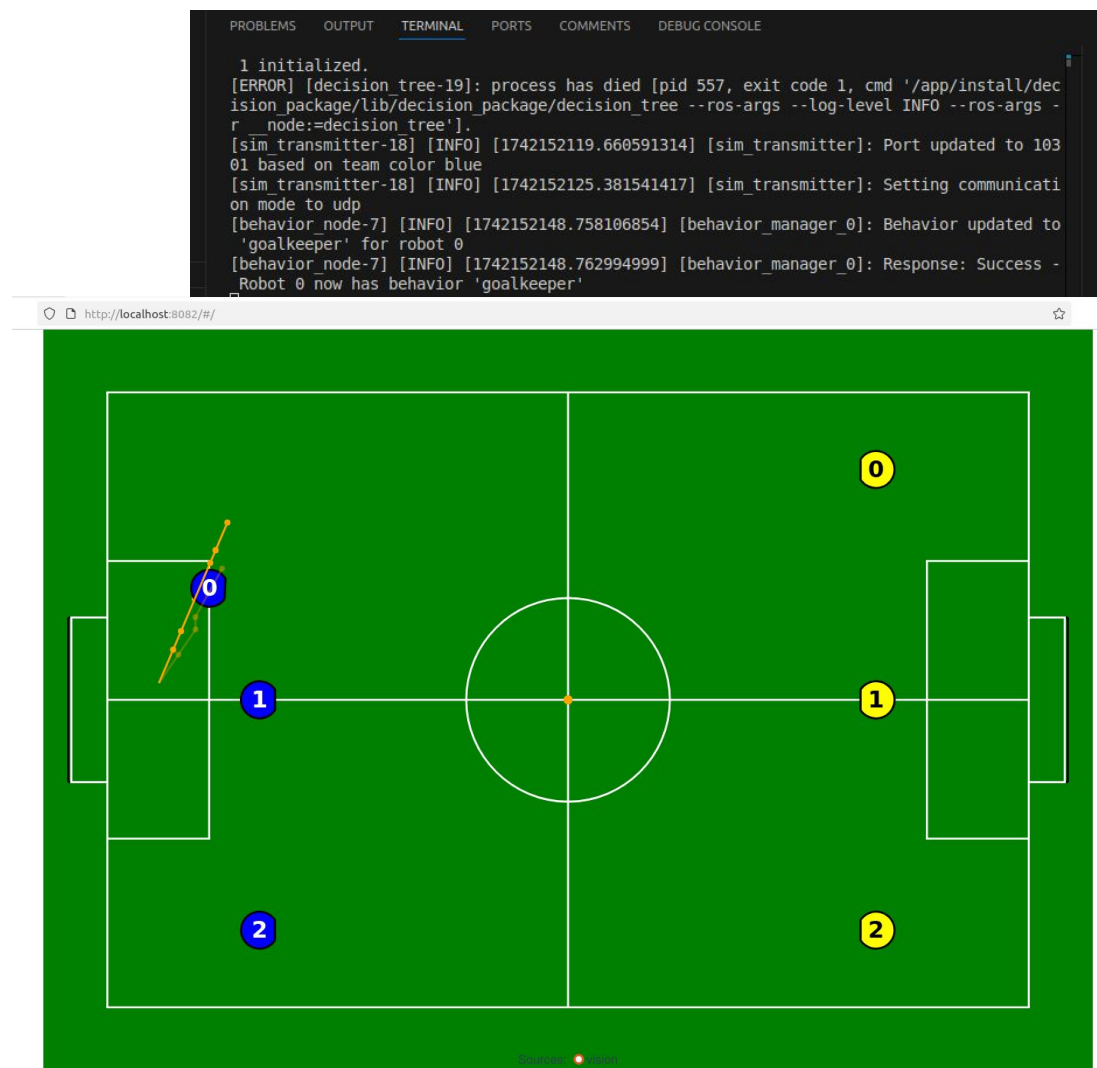 PROBLEMS OUTPUT TERMINAL PORTS COMMENTS DEBUG CONSOLE
1 initialized.
[ERROR] [decision_tree-19]: process has died [pid 557, exit code 1, cmd '/app/install/dec
ision_package/lib/decision_package/decision_tree --ros-args --log-level INFO --ros-args -
r __node:=decision_tree'].
[sim_transmitter-18] [INFO] [1742152119.660591314] [sim_transmitter]: Port updated to 103
01 based on team color blue
[sim_transmitter-18] [INFO] [1742152125.381541417] [sim_transmitter]: Setting communicati
on mode to udp
[behavior_node-7] [INFO] [1742152148.758106854] [behavior_manager_0]: Behavior updated to
'goalkeeper' for robot 0
[behavior_node-7] [INFO] [1742152148.762994999] [behavior_manager_0]: Response: Success -
Robot 0 now has behavior 'goalkeeper'
http://localhost:8082/#/
0
0
1
1
2
2
Sources: vision